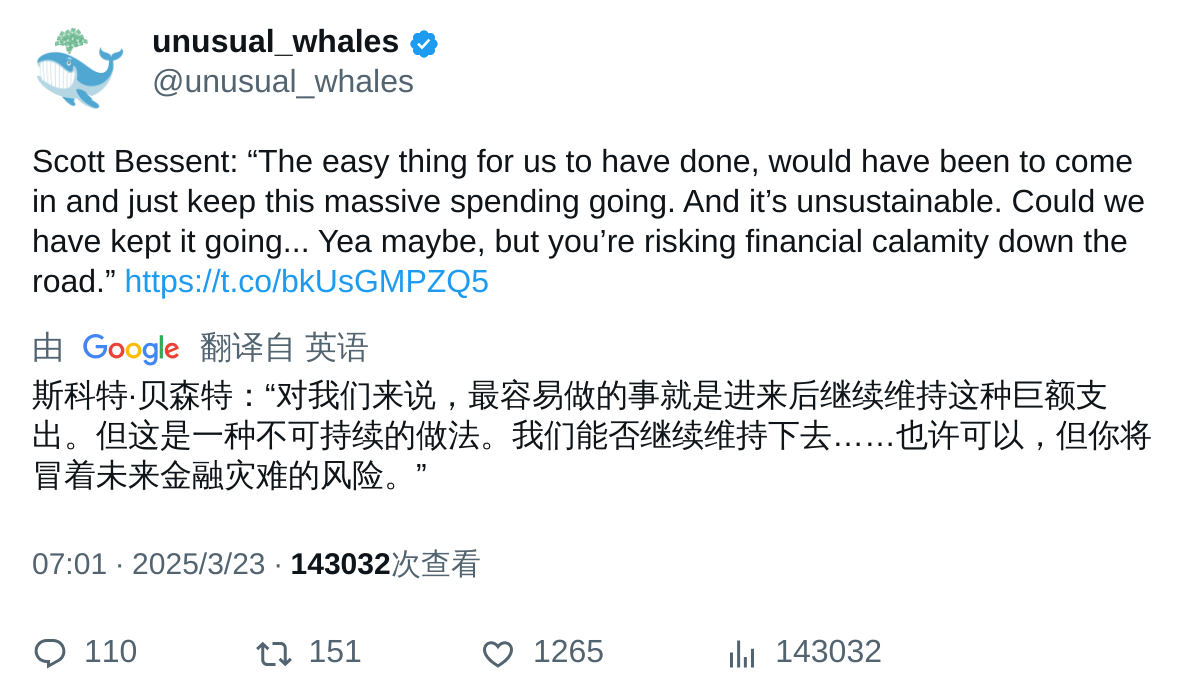 unusual_whales
@unusual_whales
Scott Bessent: “The easy thing for us to have done, would have been to come
in and just keep this massive spending going. And it’s unsustainable. Could we
have kept it going... Yea maybe, but you’re risking financial calamity down the
road.” https://t.co/bkUsGMPZQ5
由 Google 翻译自 英语
斯科特·贝森特：“对我们来说，最容易做的事就是进来后继续维持这种巨额支
出。但这是一种不可持续的做法。我们能否继续维持下去……也许可以，但你将
冒着未来金融灾难的风险。”
07:01 · 2025/3/23 · 143032次查看
110 151 1265 143032